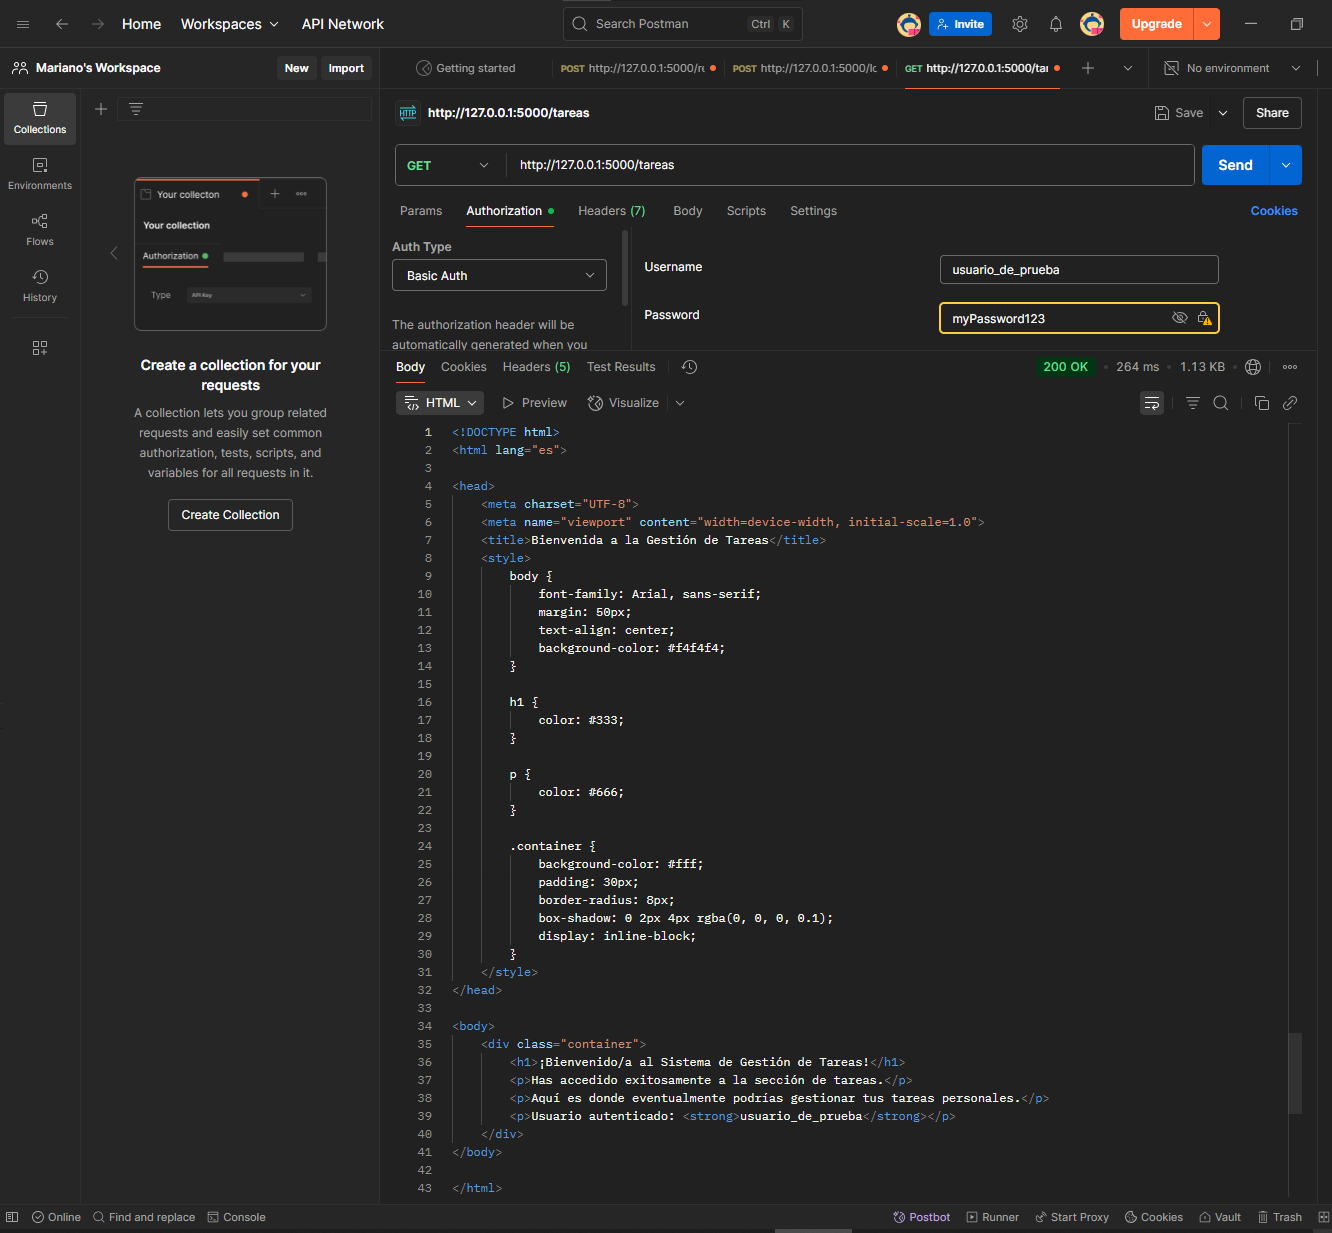 Home Workspaces API Network Search Postman Ctrl K Invite Upgrade
Mariano's Workspace New Import Getting started POST http://127.0.0.1:5000/re POST http://127.0.0.1:5000/lc GET http://127.0.0.1:5000/tar No environment
Collections
Environments
Flows
History
Your collecton
Your collection
Authorization
Type API Key
Create a collection for your
requests
A collection lets you group related
requests and easily set common
authorization, tests, scripts, and
variables for all requests in it.
Create Collection
HTTP http://127.0.0.1:5000/tareas Save Share
GET http://127.0.0.1:5000/tareas Send
Params Authorization Headers (7) Body Scripts Settings Cookies
Auth Type
Basic Auth
The authorization header will be
automatically generated when you
Username usuario_de_prueba
Password myPassword123
Body Cookies Headers (5) Test Results 200 OK 264 ms 1.13 KB
HTML Preview Visualize
1 <!DOCTYPE html>
2 <html lang="es">
3
4 <head>
5 <meta charset="UTF-8">
6 <meta name="viewport" content="width=device-width, initial-scale=1.0">
7 <title>Bienvenida a la Gestión de Tareas</title>
8 <style>
9 body {
10 font-family: Arial, sans-serif;
11 margin: 50px;
12 text-align: center;
13 background-color: #f4f4f4;
14 }
15
16 h1 {
17 color: #333;
18 }
19
20 p {
21 color: #666;
22 }
23
24 .container {
25 background-color: #fff;
26 padding: 30px;
27 border-radius: 8px;
28 box-shadow: 0 2px 4px rgba(0, 0, 0, 0.1);
29 display: inline-block;
30 }
31 </style>
32 </head>
33
34 <body>
35 <div class="container">
36 <h1>¡Bienvenido/a al Sistema de Gestión de Tareas!</h1>
37 <p>Has accedido exitosamente a la sección de tareas.</p>
38 <p>Aquí es donde eventualmente podrías gestionar tus tareas personales.</p>
39 <p>Usuario autenticado: <strong>usuario_de_prueba</strong></p>
40 </div>
41 </body>
42
43 </html>
Online Find and replace Console Postbot Runner Start Proxy Cookies Vault Trash